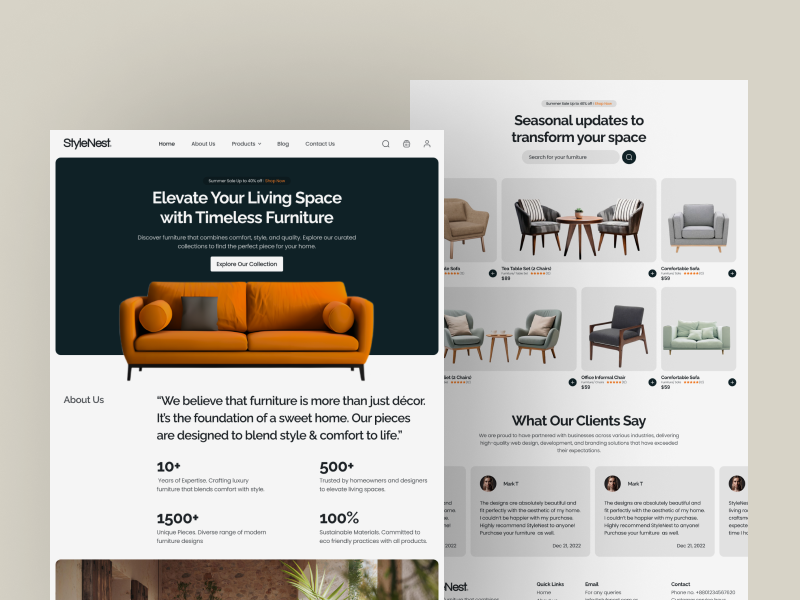 StyleNest.
Home
About Us
Products
Blog
Contact Us
Summer Sale Up to 40% off | Shop Now
Elevate Your Living Space
with Timeless Furniture
Discover furniture that combines comfort, style, and quality. Explore our curated
collections to find the perfect piece for your home.
Explore Our Collection
About Us
“We believe that furniture is more than just décor.
It’s the foundation of a sweet home. Our pieces
are designed to blend style & comfort to life.”
10+
Years of Expertise. Crafting luxury
furniture that blends comfort with style.
500+
Trusted by homeowners and designers
to elevate living spaces.
1500+
Unique Pieces. Diverse range of modern
furniture designs
100%
Sustainable Materials. Committed to
eco friendly practices with all products.
Summer Sale Up to 40% off | Shop Now
Seasonal updates to
transform your space
Search for your furniture
Sofa
Tea Table Set (2 Chairs)
$89
Comfortable Sofa
$59
(2 Chairs)
Office Informal Chair
$59
Comfortable Sofa
$59
What Our Clients Say
We are proud to have partnered with businesses across various industries, delivering
high-quality web design, development, and branding solutions that have exceeded
their expectations.
2022
Mark T
The designs are absolutely beautiful and
fit perfectly with the aesthetic of my home.
I couldn't be happier with my purchase.
Highly recommend StyleNest to anyone!
Purchase your furniture as well.
Dec 21, 2022
Mark T
The designs are absolutely beautiful and
fit perfectly with the aesthetic of my home.
I couldn't be happier with my purchase.
Highly recommend StyleNest to anyone!
Purchase your furniture as well.
Dec 21, 2022
Nest.
Quick Links
Home
Email
For any queries
Contact
Phone no. +8801234567620